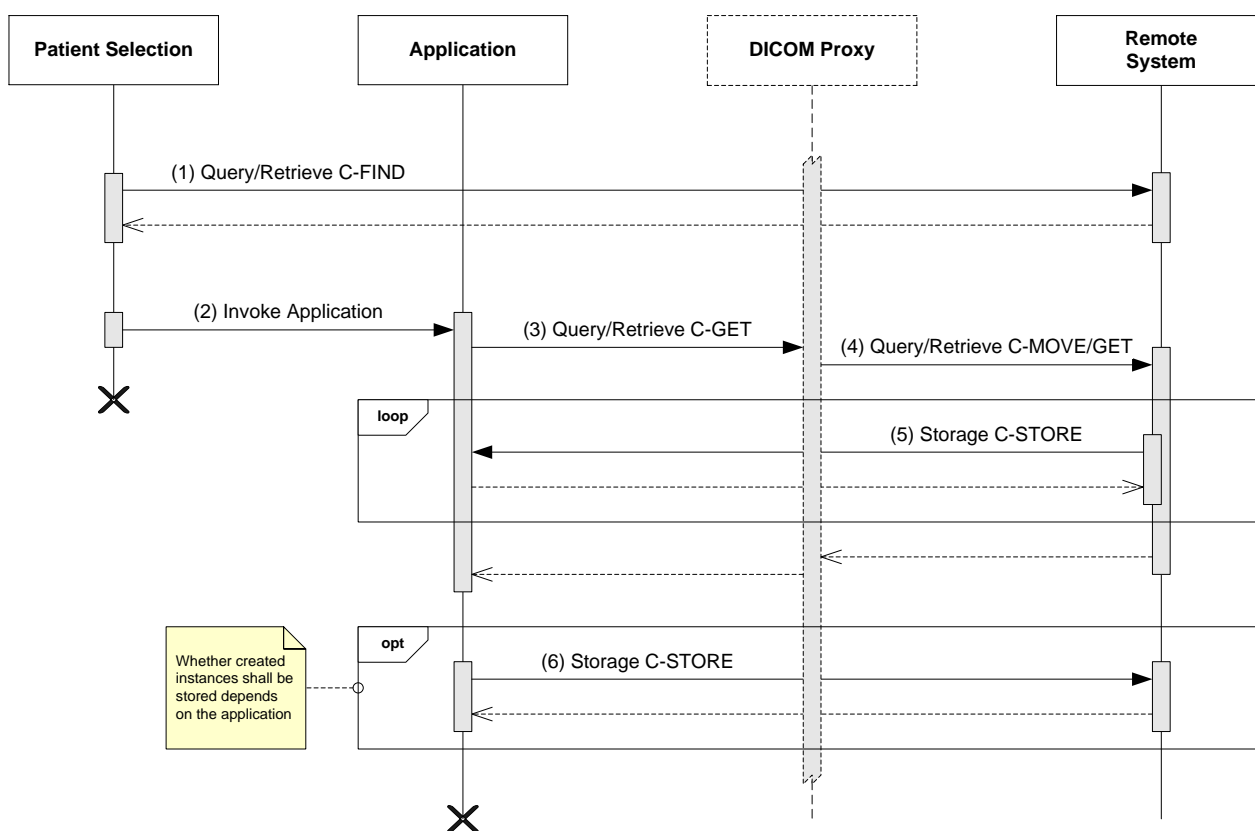 Patient Selection
Application
DICOM Proxy
Remote
System
(1) Query/Retrieve C-FIND
(2) Invoke Application
(3) Query/Retrieve C-GET
(4) Query/Retrieve C-MOVE/GET
loop
(5) Storage C-STORE
opt
Whether created
instances shall be
stored depends
on the application
(6) Storage C-STORE